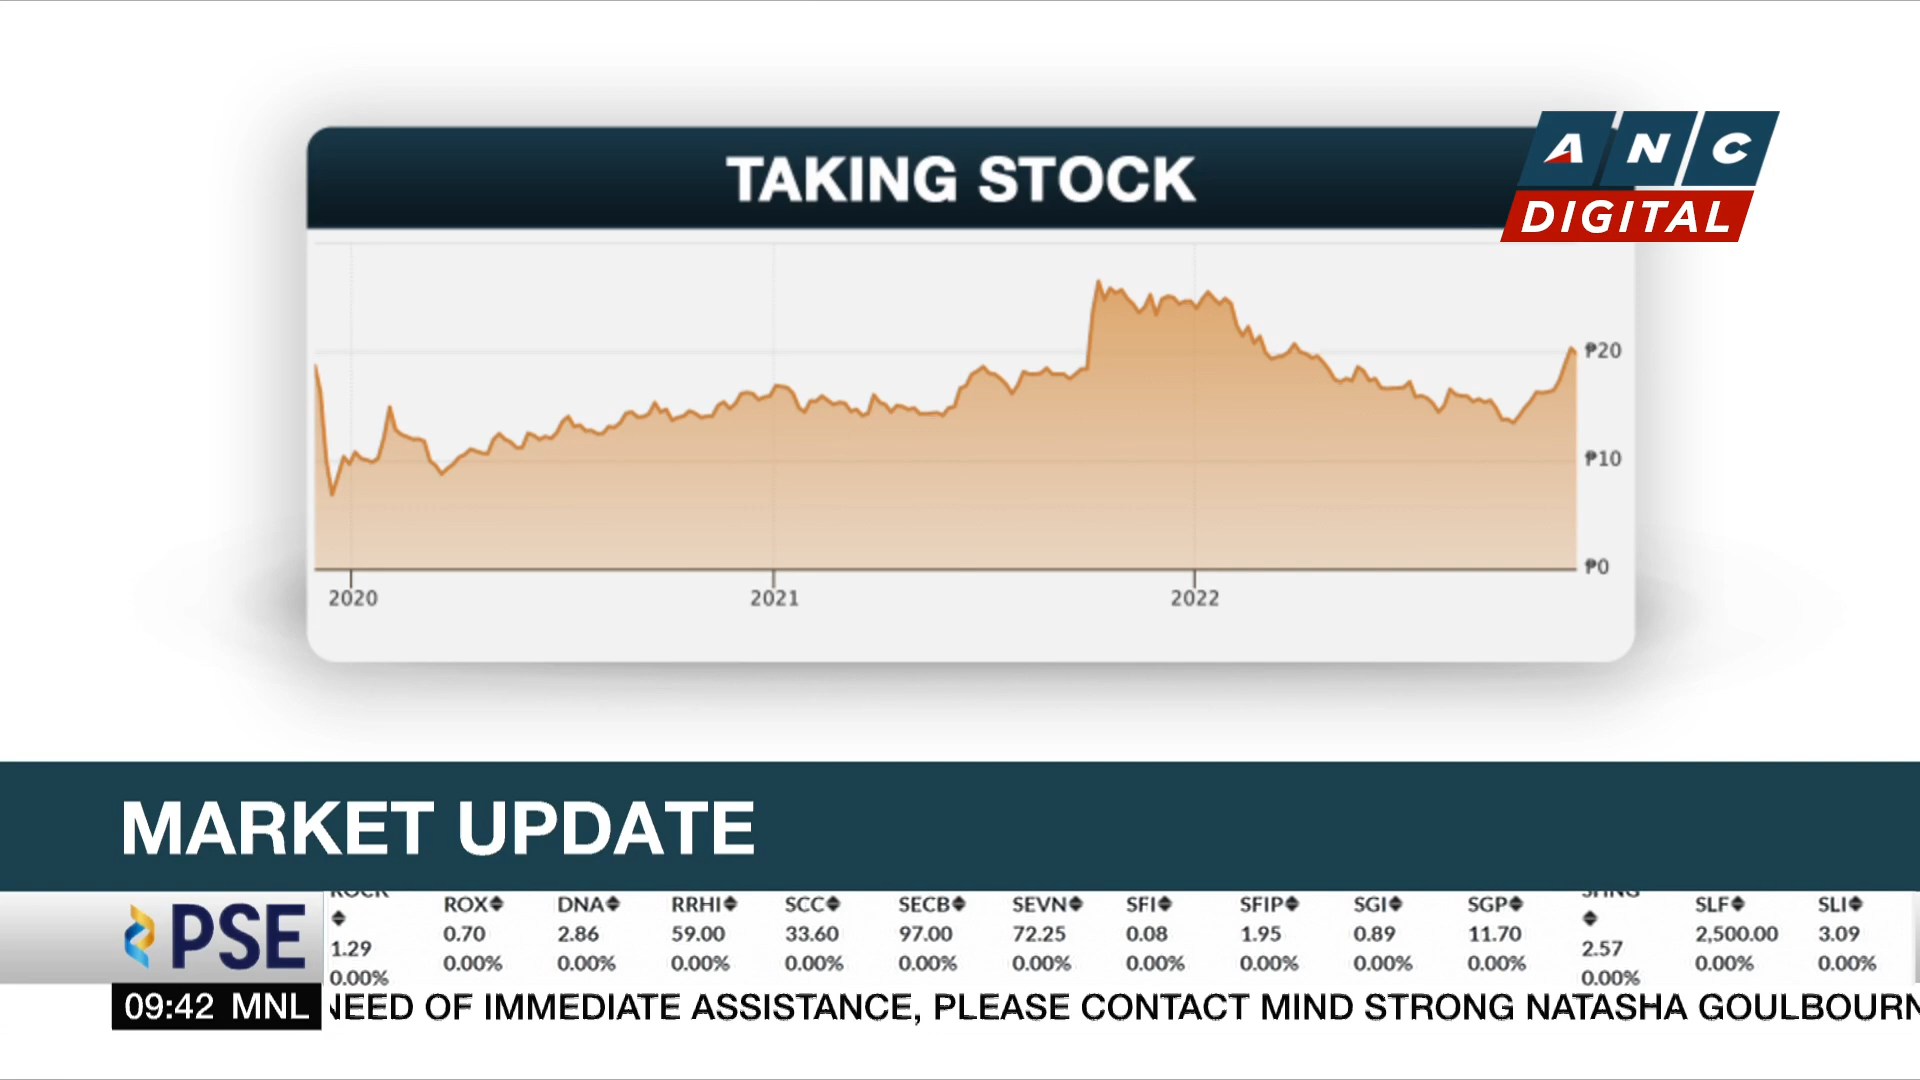 TAKING STOCK
ANC
DIGITAL
₱20
₱10
₱0
2020 2021 2022
MARKET UPDATE
PSE
ROCK ROX DNA RRHI SCC SECB SEVN SFI SFIP SGI SGP SHNG SLF SLI
1.29 0.70 2.86 59.00 33.60 97.00 72.25 0.08 1.95 0.89 11.70 2.57 2,500.00 3.09
0.00% 0.00% 0.00% 0.00% 0.00% 0.00% 0.00% 0.00% 0.00% 0.00% 0.00% 0.00% 0.00% 0.00%
09:42 MNL NEED OF IMMEDIATE ASSISTANCE, PLEASE CONTACT MIND STRONG NATASHA GOULBOURN